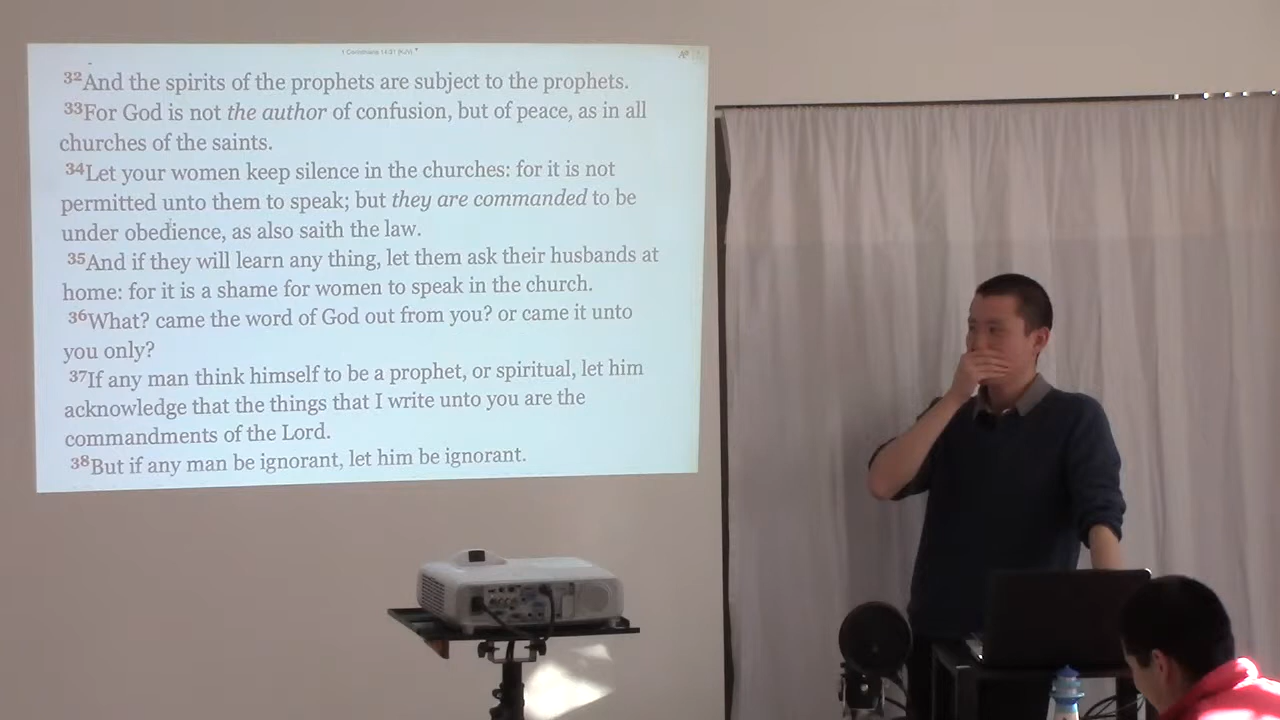 1 Corinthians 14:31 (KJV)
32And the spirits of the prophets are subject to the prophets.
33For God is not the author of confusion, but of peace, as in all
churches of the saints.
34Let your women keep silence in the churches: for it is not
permitted unto them to speak; but they are commanded to be
under obedience, as also saith the law.
35And if they will learn any thing, let them ask their husbands at
home: for it is a shame for women to speak in the church.
36What? came the word of God out from you? or came it unto
you only?
37If any man think himself to be a prophet, or spiritual, let him
acknowledge that the things that I write unto you are the
commandments of the Lord.
38But if any man be ignorant, let him be ignorant.